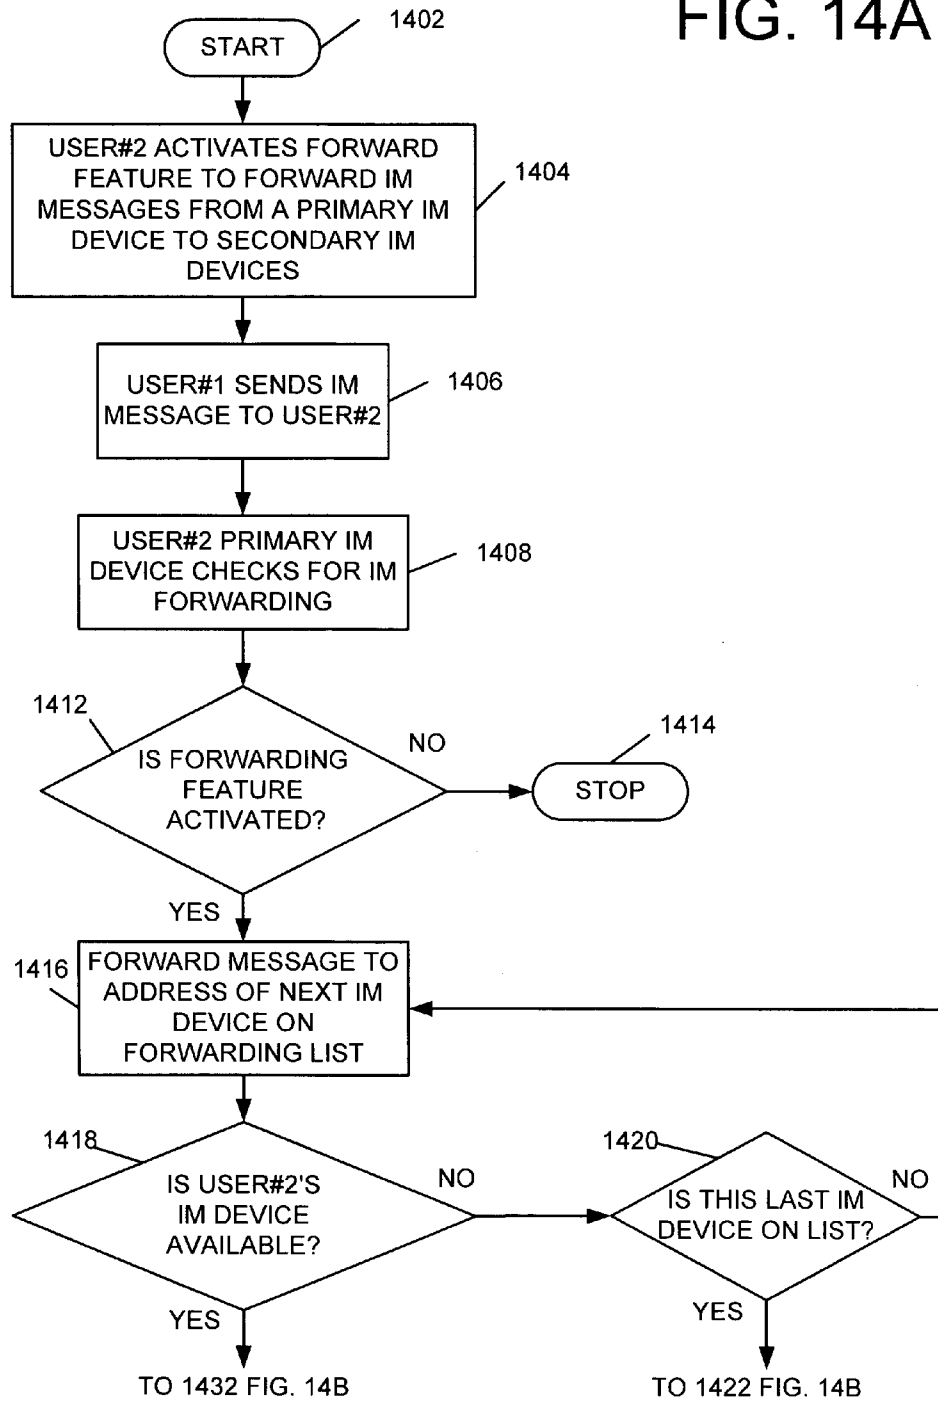 FIG. 14A
1402
START
USER#2 ACTIVATES FORWARD
FEATURE TO FORWARD IM
MESSAGES FROM A PRIMARY IM
DEVICE TO SECONDARY IM
DEVICES
1404
USER#1 SENDS IM
MESSAGE TO USER#2
1406
USER#2 PRIMARY IM
DEVICE CHECKS FOR IM
FORWARDING
1408
1412
IS FORWARDING
FEATURE
ACTIVATED?
NO
1414
STOP
YES
1416
FORWARD MESSAGE TO
ADDRESS OF NEXT IM
DEVICE ON
FORWARDING LIST
1418
IS USER#2'S
IM DEVICE
AVAILABLE?
NO
1420
IS THIS LAST IM
DEVICE ON LIST?
NO
YES
TO 1432 FIG. 14B
YES
TO 1422 FIG. 14B